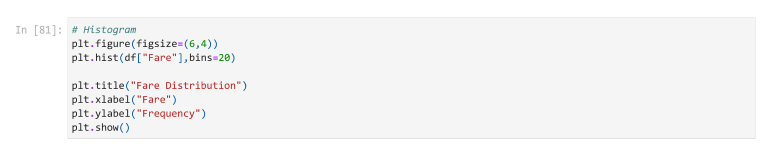 In [81]: # Histogram
plt.figure(figsize=(6,4))
plt.hist(df["Fare"],bins=20)
plt.title("Fare Distribution")
plt.xlabel("Fare")
plt.ylabel("Frequency")
plt.show()